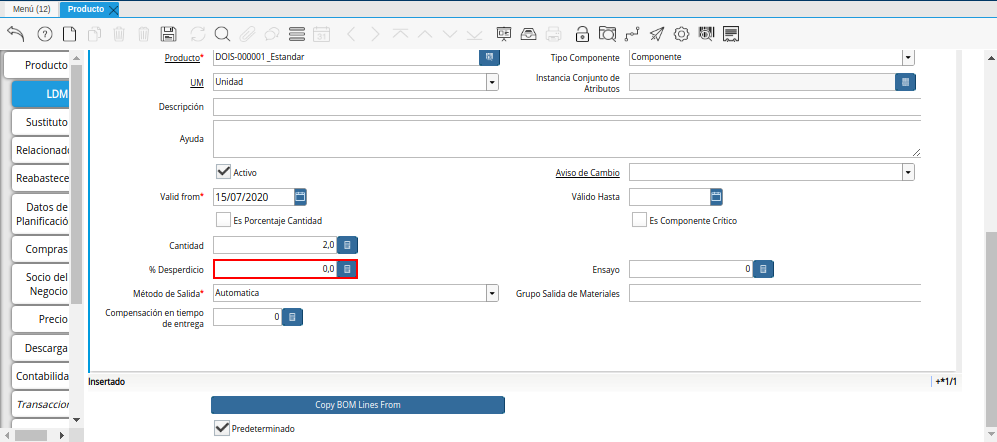 Menú (12)
Producto
Producto
LDM
Sustituto
Relacionado
Reabastece
Datos de
Planificació
Compras
Socio del
Negocio
Precio
Descarga
Contabilida
Transaccion
Producto* DOIS-000001_Estandar Tipo Componente Componente
UM Unidad Instancia Conjunto de
Atributos
Descripción
Ayuda
Activo Aviso de Cambio
Valid from* 15/07/2020 Válido Hasta
Es Porcentaje Cantidad Es Componente Crítico
Cantidad 2,0
% Desperdicio 0,0 Ensayo 0
Método de Salida* Automatica Grupo Salida de Materiales
Compensación en tiempo 0
de entrega
Insertado +*1/1
Copy BOM Lines From
Predeterminado